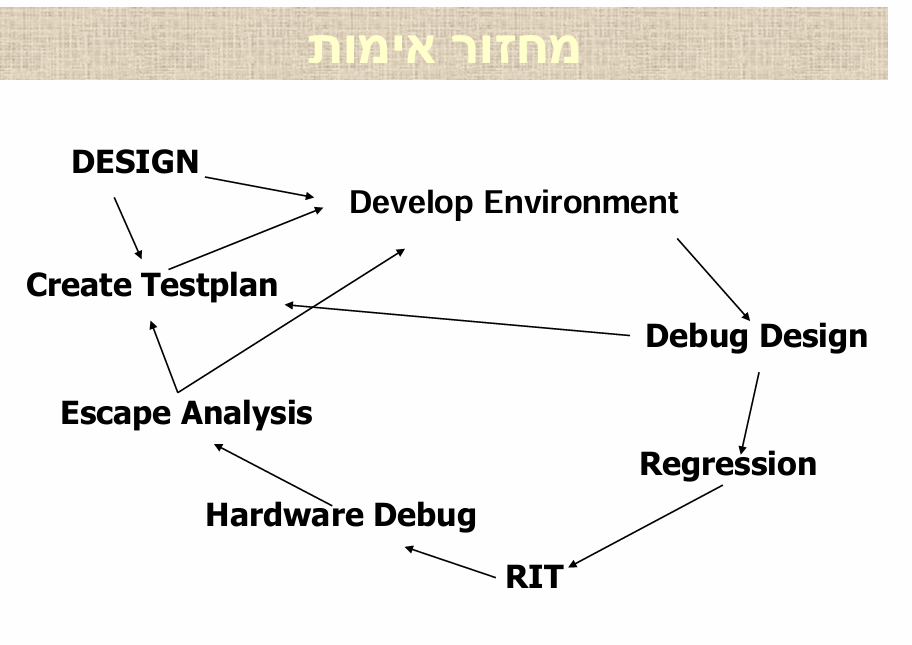 מחזור אימות
DESIGN
Develop Environment
Create Testplan
Debug Design
Escape Analysis
Regression
Hardware Debug
RIT